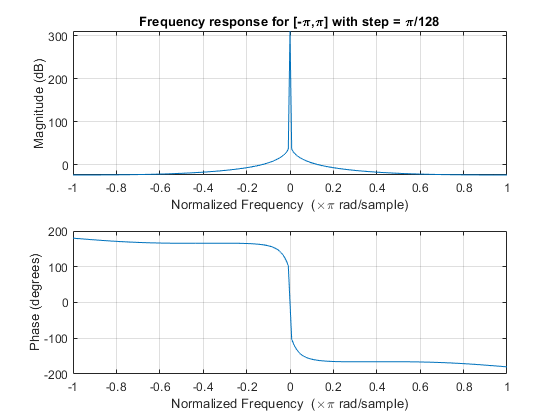 Frequency response for [-π,π] with step = π/128
Magnitude (dB)
300
200
100
0
-1 -0.8 -0.6 -0.4 -0.2 0 0.2 0.4 0.6 0.8 1
Normalized Frequency (×π rad/sample)
Phase (degrees)
200
100
0
-100
-200
-1 -0.8 -0.6 -0.4 -0.2 0 0.2 0.4 0.6 0.8 1
Normalized Frequency (×π rad/sample)